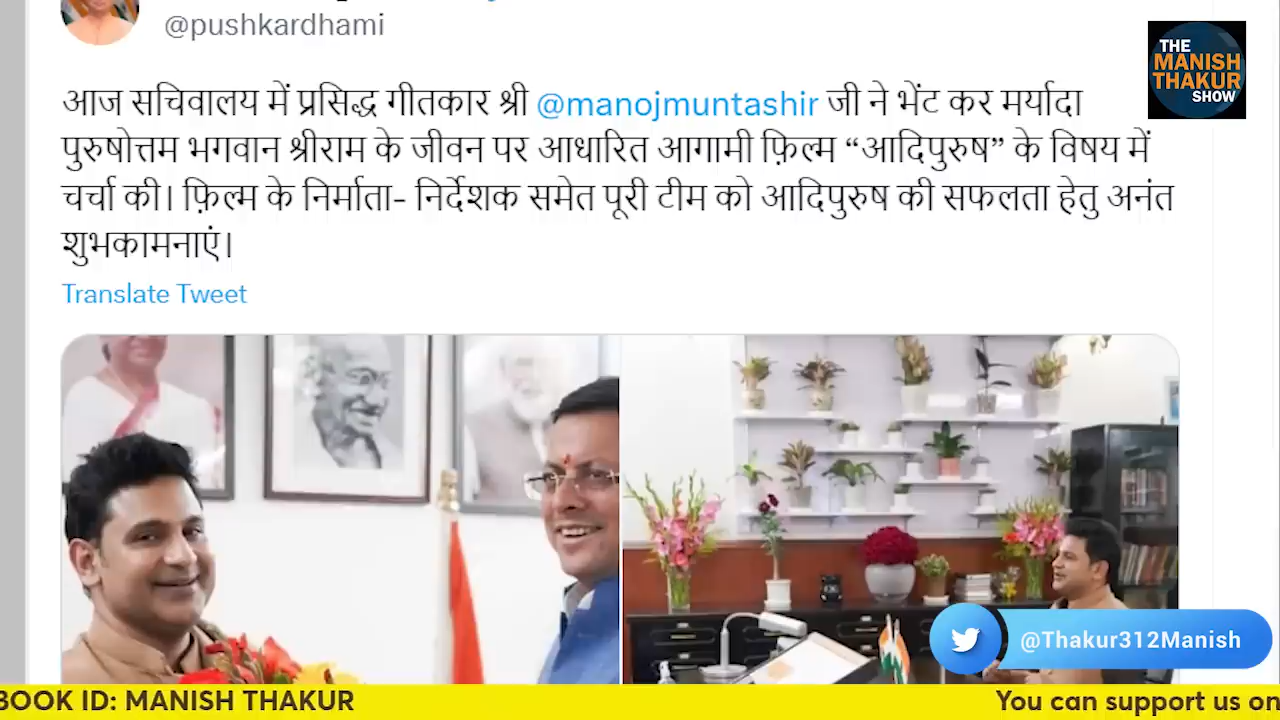 @pushkardhami
THE
MANISH
THAKUR
SHOW
आज सचिवालय में प्रसिद्ध गीतकार श्री @manojmuntashir जी ने भेंट कर मर्यादा
पुरुषोत्तम भगवान श्रीराम के जीवन पर आधारित आगामी फ़िल्म “आदिपुरुष” के विषय में
चर्चा की। फ़िल्म के निर्माता- निर्देशक समेत पूरी टीम को आदिपुरुष की सफलता हेतु अनंत
शुभकामनाएं।
Translate Tweet
@Thakur312Manish
BOOK ID: MANISH THAKUR
You can support us on